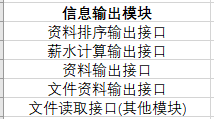 信息输出模块
资料排序输出接口
薪水计算输出接口
资料输出接口
文件资料输出接口
文件读取接口(其他模块)